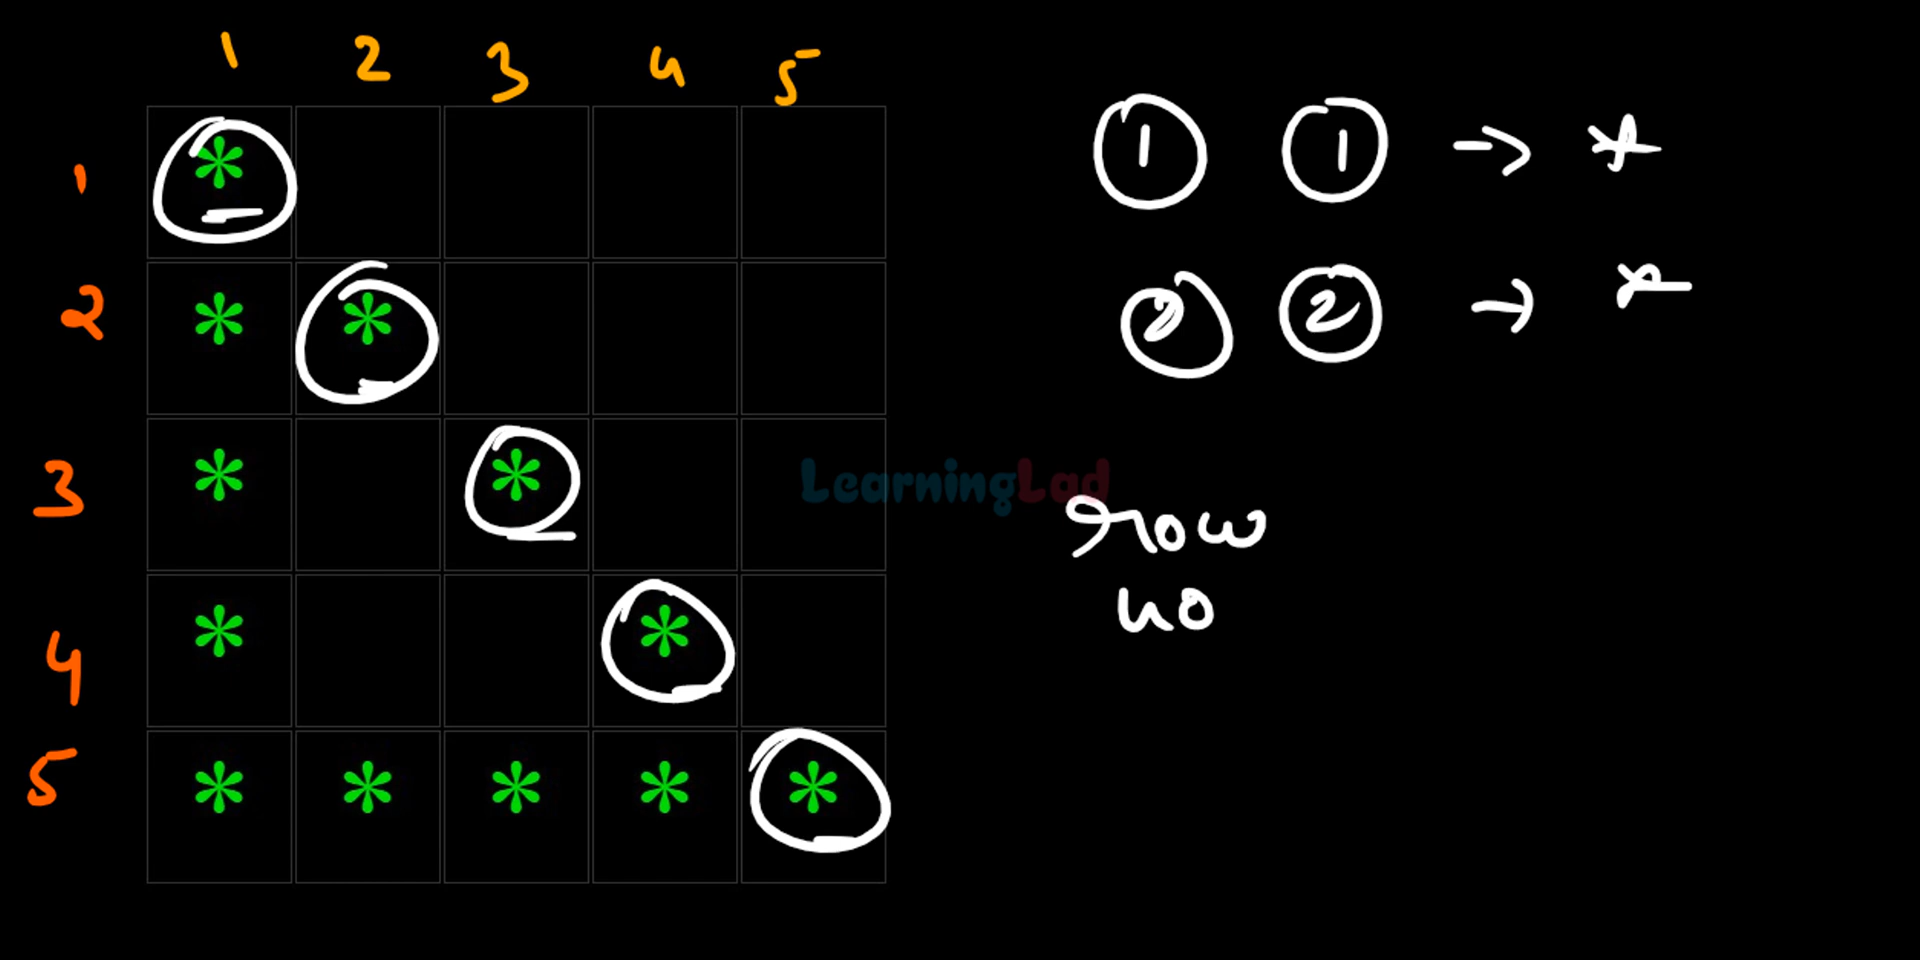 1 2 3 4 5
1 * 1 1 -> *
2 * * 2 2 -> *
3 * *
LearningLad
row
no
4 * *
5 * * * * *